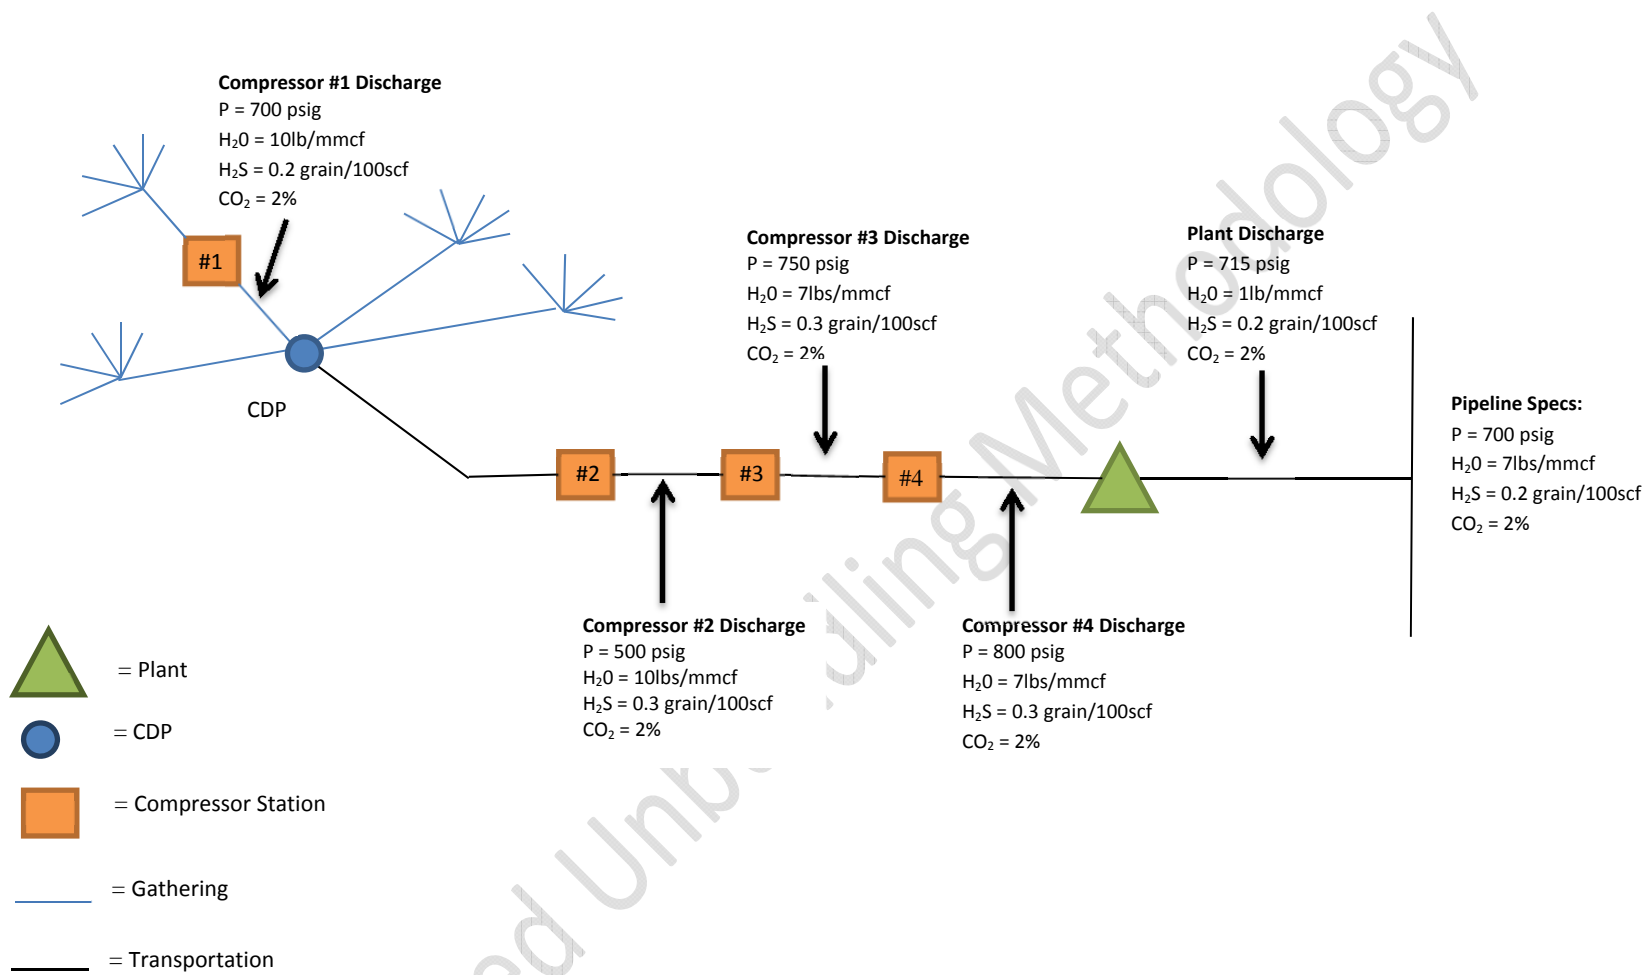 Compressor #1 Discharge
P = 700 psig
H₂0 = 10lb/mmcf
H₂S = 0.2 grain/100scf
CO₂ = 2%
#1
CDP
Compressor #3 Discharge
P = 750 psig
H₂0 = 7lbs/mmcf
H₂S = 0.3 grain/100scf
CO₂ = 2%
Plant Discharge
P = 715 psig
H₂0 = 1lb/mmcf
H₂S = 0.2 grain/100scf
CO₂ = 2%
Pipeline Specs:
P = 700 psig
H₂0 = 7lbs/mmcf
H₂S = 0.2 grain/100scf
CO₂ = 2%
#2
#3
#4
Compressor #2 Discharge
P = 500 psig
H₂0 = 10lbs/mmcf
H₂S = 0.3 grain/100scf
CO₂ = 2%
Compressor #4 Discharge
P = 800 psig
H₂0 = 7lbs/mmcf
H₂S = 0.3 grain/100scf
CO₂ = 2%
= Plant
= CDP
= Compressor Station
= Gathering
= Transportation
Methodology